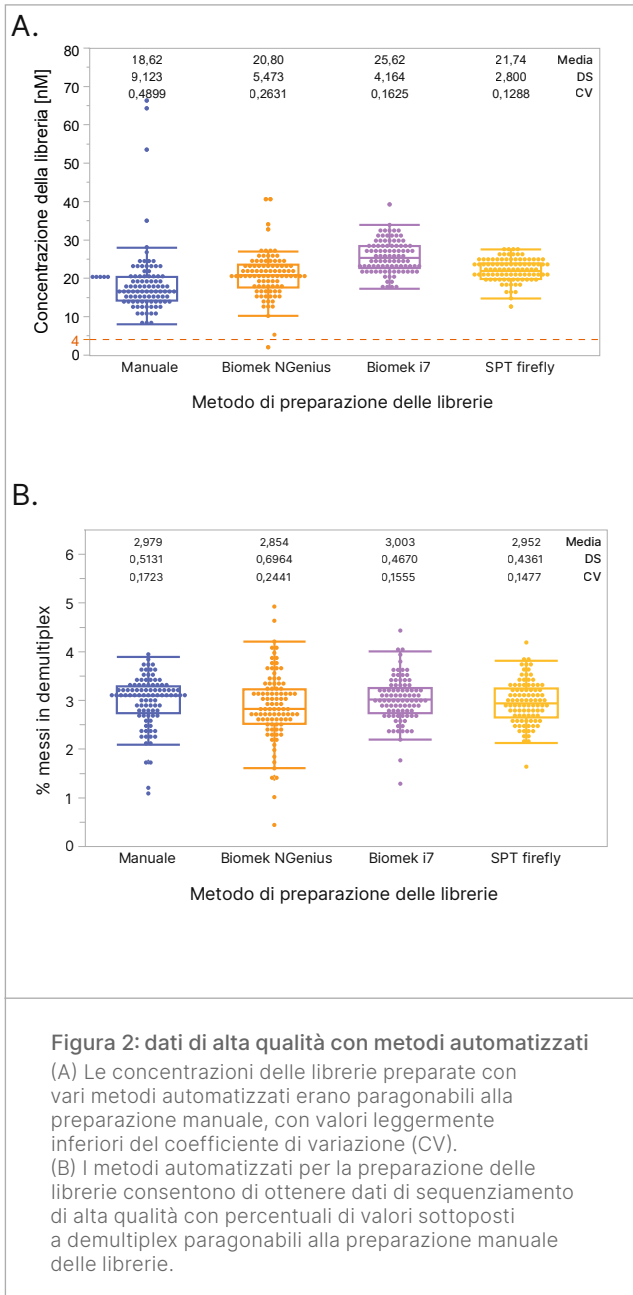 A.
Concentrazione della libreria [nM]
80
70
60
50
40
30
20
10
4
0
18,62 20,80 25,62 21,74 Media
9,123 5,473 4,164 2,800 DS
0,4899 0,2631 0,1625 0,1288 CV
Manuale Biomek NGenius Biomek i7 SPT firefly
Metodo di preparazione delle librerie
B.
% messi in demultiplex
6
5
4
3
2
1
0
2,979 2,854 3,003 2,952 Media
0,5131 0,6964 0,4670 0,4361 DS
0,1723 0,2441 0,1555 0,1477 CV
Manuale Biomek NGenius Biomek i7 SPT firefly
Metodo di preparazione delle librerie
Figura 2: dati di alta qualità con metodi automatizzati
(A) Le concentrazioni delle librerie preparate con
vari metodi automatizzati erano paragonabili alla
preparazione manuale, con valori leggermente
inferiori del coefficiente di variazione (CV).
(B) I metodi automatizzati per la preparazione delle
librerie consentono di ottenere dati di sequenziamento
di alta qualità con percentuali di valori sottoposti
a demultiplex paragonabili alla preparazione manuale
delle librerie.